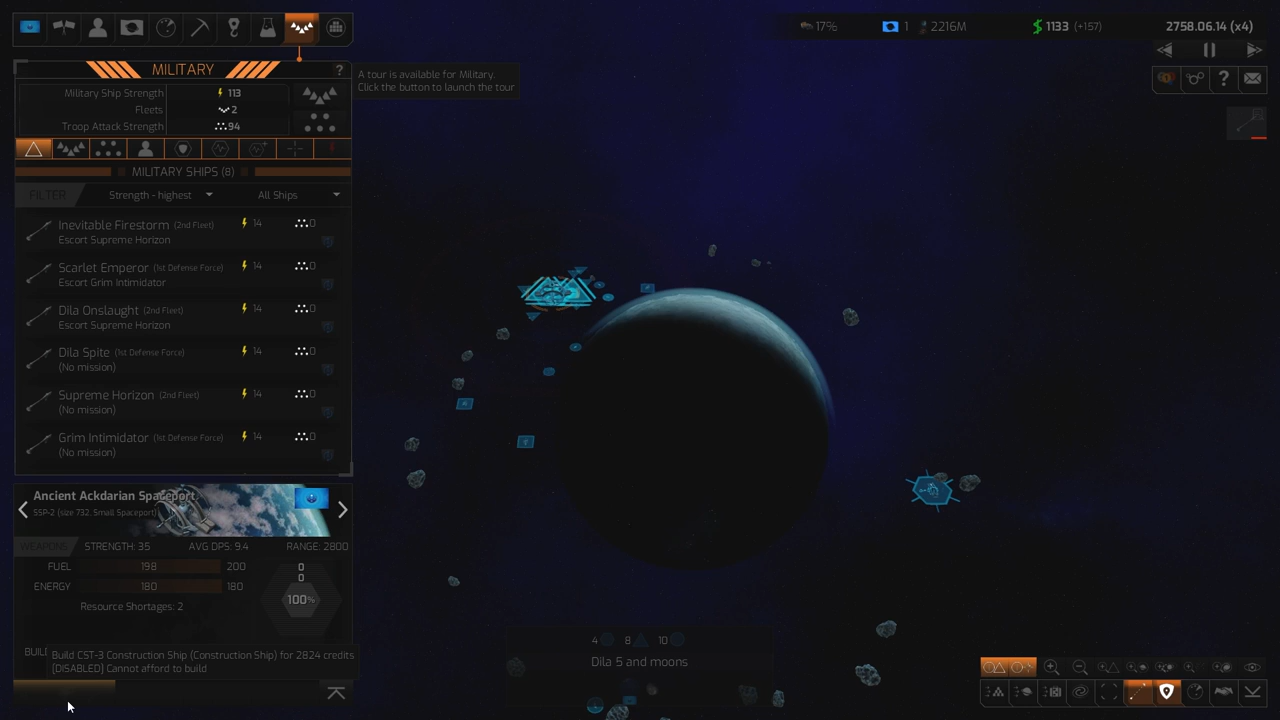 17%
1
2216M
1133 (+157)
2758.06.14 (x4)
MILITARY
?
A tour is available for Military.
Click the button to launch the tour
Military Ship Strength
113
Fleets
2
Troop Attack Strength
94
MILITARY SHIPS (8)
FILTER
Strength - highest
All Ships
Inevitable Firestorm (2nd Fleet)
14
0
Escort Supreme Horizon
Scarlet Emperor (1st Defense Force)
14
0
Escort Grim Intimidator
Dila Onslaught (2nd Fleet)
14
0
Escort Supreme Horizon
Dila Spite (1st Defense Force)
14
0
(No mission)
Supreme Horizon (2nd Fleet)
14
0
(No mission)
Grim Intimidator (1st Defense Force)
14
0
(No mission)
Ancient Ackdarian Spaceport
SSP-2 (size 732, Small Spaceport)
WEAPONS
STRENGTH: 35
AVG DPS: 9.4
RANGE: 2800
FUEL
198
200
ENERGY
180
180
0
0
100%
Resource Shortages: 2
BUIL
Build CST-3 Construction Ship (Construction Ship) for 2824 credits
[DISABLED] Cannot afford to build
4
8
10
Dila 5 and moons
?